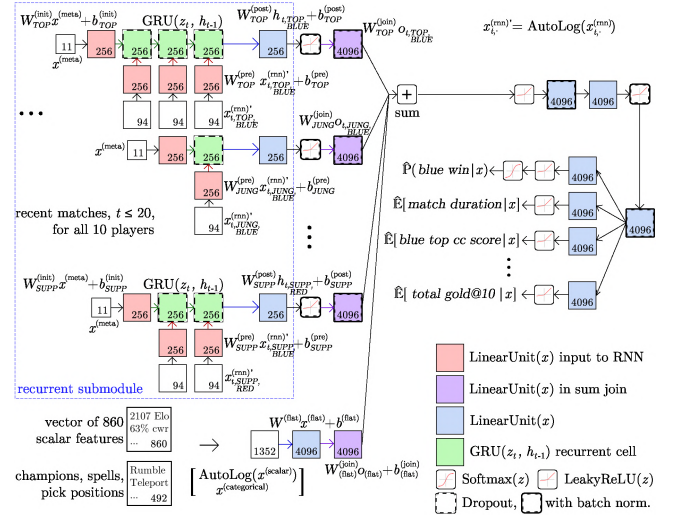 W_TOP^(init) x^(meta) + b_TOP^(init)
GRU(z_t, h_t-1)
W_TOP^(post) h_t,TOP,BLUE + b_TOP^(post)
W_TOP^(join) o_t,TOP,BLUE
x_t,·^(rnn)' = AutoLog(x_t,·^(rnn))
11 256 256 256 256 256 4096
x^(meta)
W_TOP^(pre) x_t,TOP,BLUE^(rnn)' + b_TOP^(pre)
256 256 256
+
sum
4096 4096
...
94 94 94
x_t,TOP,BLUE^(rnn)'
W_JUNG^(join) o_t,JUNG,BLUE
x^(meta) 11 256 256 256 4096
P̂(blue win|x) 4096
W_JUNG^(pre) x_t,JUNG,BLUE^(rnn)' + b_JUNG^(pre)
256
Ê[match duration|x] 4096
recent matches, t ≤ 20,
for all 10 players
94
x_t,JUNG,BLUE^(rnn)'
4096
Ê[blue top cc score|x] 4096
...
...
W_SUPP^(init) x^(meta) + b_SUPP^(init)
GRU(z_t, h_t-1)
W_SUPP^(post) h_t,SUPP,RED + b_SUPP^(post)
Ê[total gold@10|x] 4096
11 256 256 256 256 4096
x^(meta)
W_SUPP^(pre) x_t,SUPP,BLUE^(rnn)' + b_SUPP^(pre)
256 256
94 94
x_t,SUPP,RED^(rnn)'
recurrent submodule
LinearUnit(x) input to RNN
LinearUnit(x) in sum join
LinearUnit(x)
GRU(z_t, h_t-1) recurrent cell
Softmax(z) LeakyReLU(z)
Dropout, with batch norm.
vector of 860
scalar features
2107 Elo
63% cwr
... 860
W^(flat) x^(flat) + b^(flat)
1352 4096 4096
W_(flat)^(join) o_(flat) + b_(flat)^(join)
champions, spells,
pick positions
Rumble
Teleport
... 492
[AutoLog(x^(scalar))
x^(categorical)]